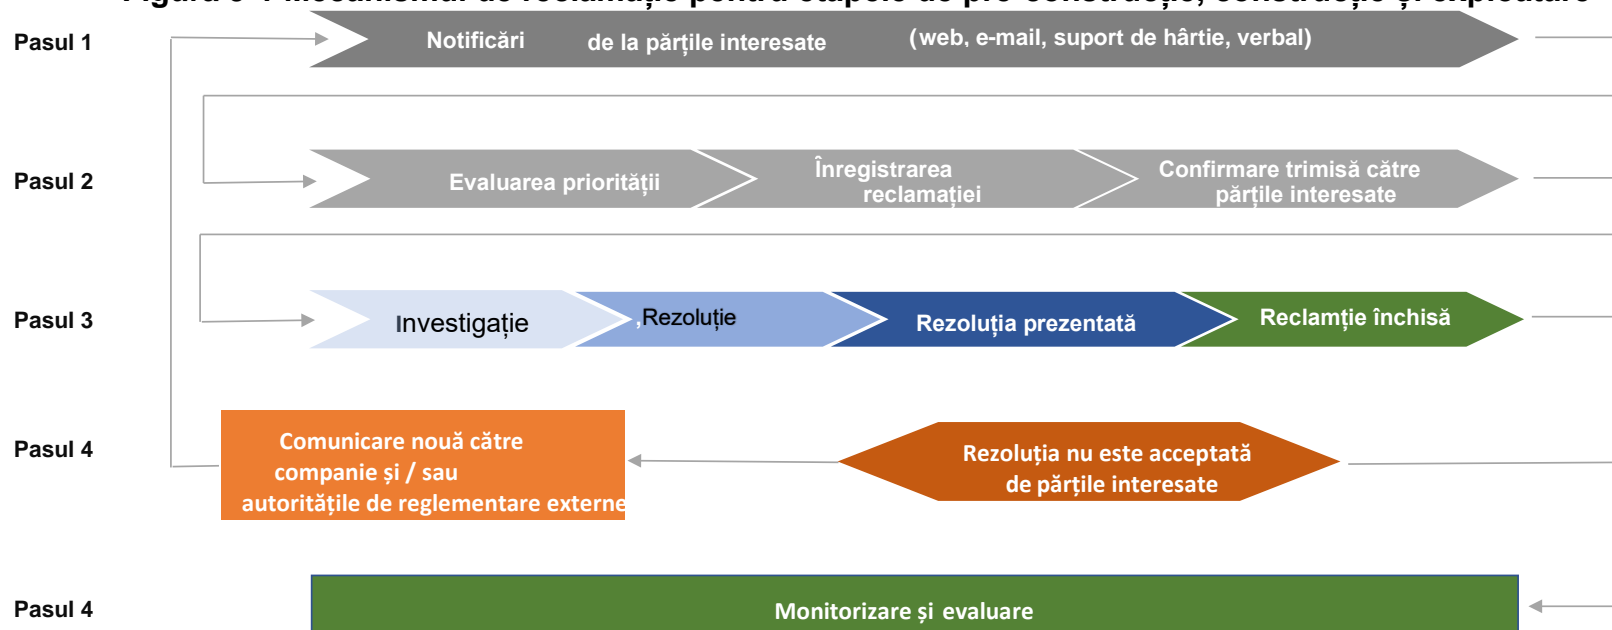 Pasul 1
Notificări de la părțile interesate (web, e-mail, suport de hârtie, verbal)
Pasul 2
Evaluarea priorității
Înregistrarea
reclamației
Confirmare trimisă către
părțile interesate
Pasul 3
Investigație
,Rezoluție
Rezoluția prezentată
Reclamție închisă
Pasul 4
Comunicare nouă către
companie și / sau
autoritățile de reglementare externe
Rezoluția nu este acceptată
de părțile interesate
Pasul 4
Monitorizare și evaluare